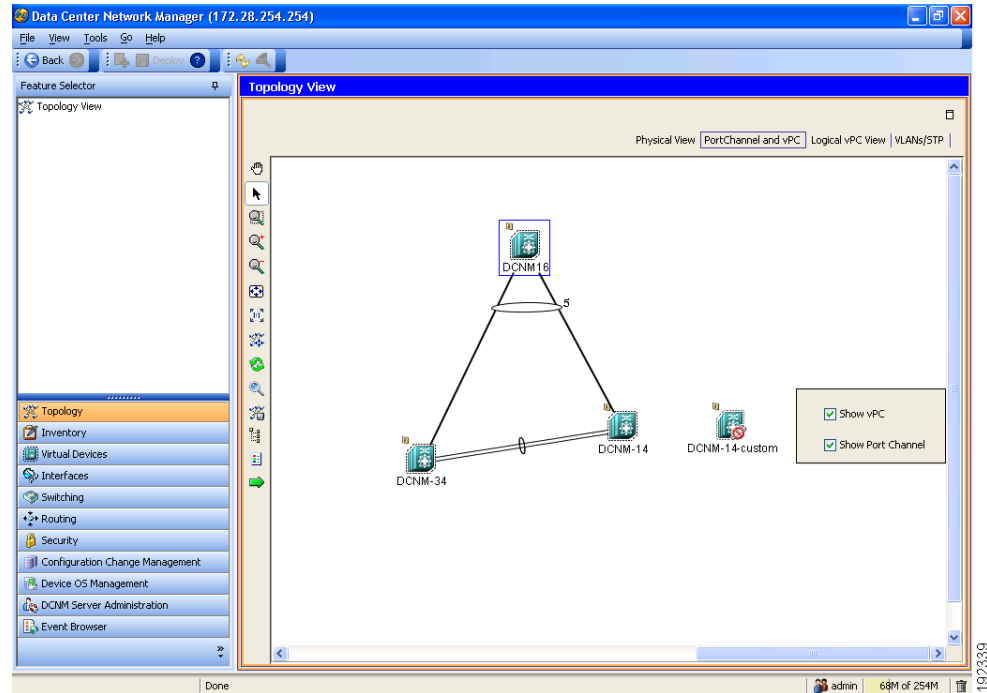 Data Center Network Manager (172.28.254.254)
File View Tools Go Help
Back Deploy ?
Feature Selector
Topology View
Topology View
Physical View PortChannel and vPC Logical vPC View VLANs/STP
DCNM16
5
DCNM-14
DCNM-14-custom
DCNM-34
Show vPC
Show Port Channel
Topology
Inventory
Virtual Devices
Interfaces
Switching
Routing
Security
Configuration Change Management
Device OS Management
DCNM Server Administration
Event Browser
Done
admin 68M of 254M
192339